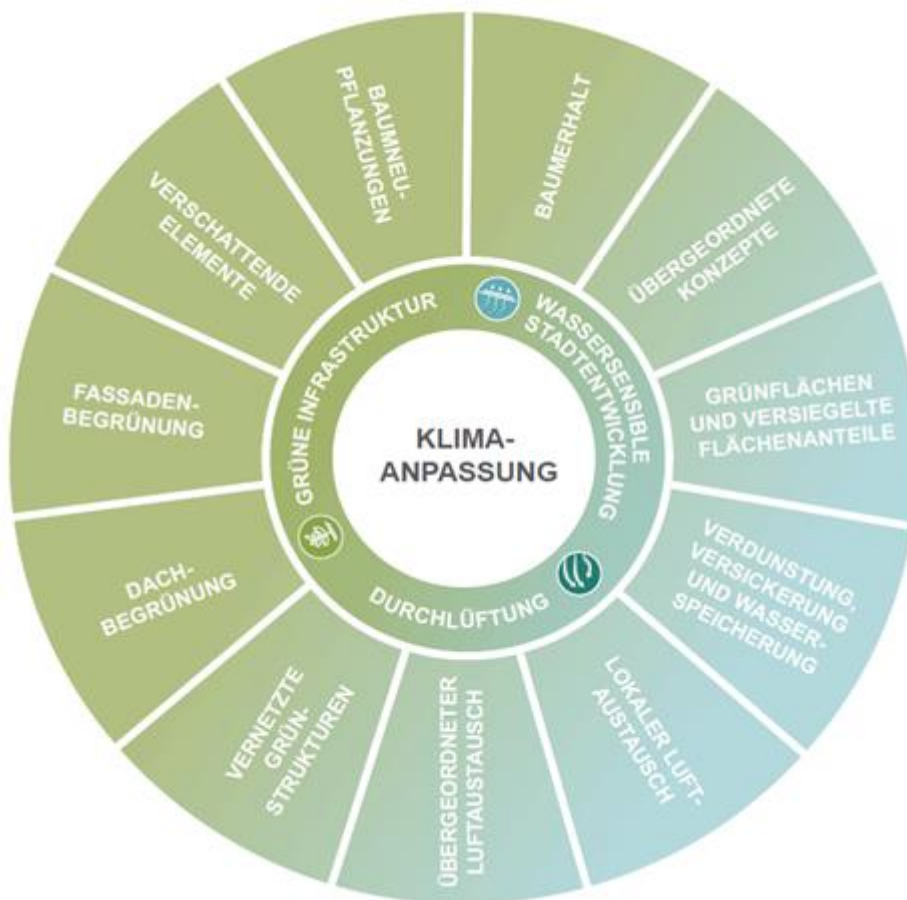 KLIMA-
ANPASSUNG
GRÜNE INFRASTRUKTUR
WASSERSENSIBLE
STADTENTWICKLUNG
DURCHLÜFTUNG
BAUMERHALT
ÜBERGEORDNETE
KONZEPTE
GRÜNFLÄCHEN
UND VERSIEGELTE
FLÄCHENANTEILE
VERDUNSTUNG,
VERSICKERUNG
UND WASSER-
SPEICHERUNG
LOKALER LUFT-
AUSTAUSCH
ÜBERGEORDNETER
LUFTAUSTAUSCH
VERNETZTE
GRÜN-
STRUKTUREN
DACH-
BEGRÜNUNG
FASSADEN-
BEGRÜNUNG
VERSCHATTENDE
ELEMENTE
BAUMNEU-
PFLANZUNGEN